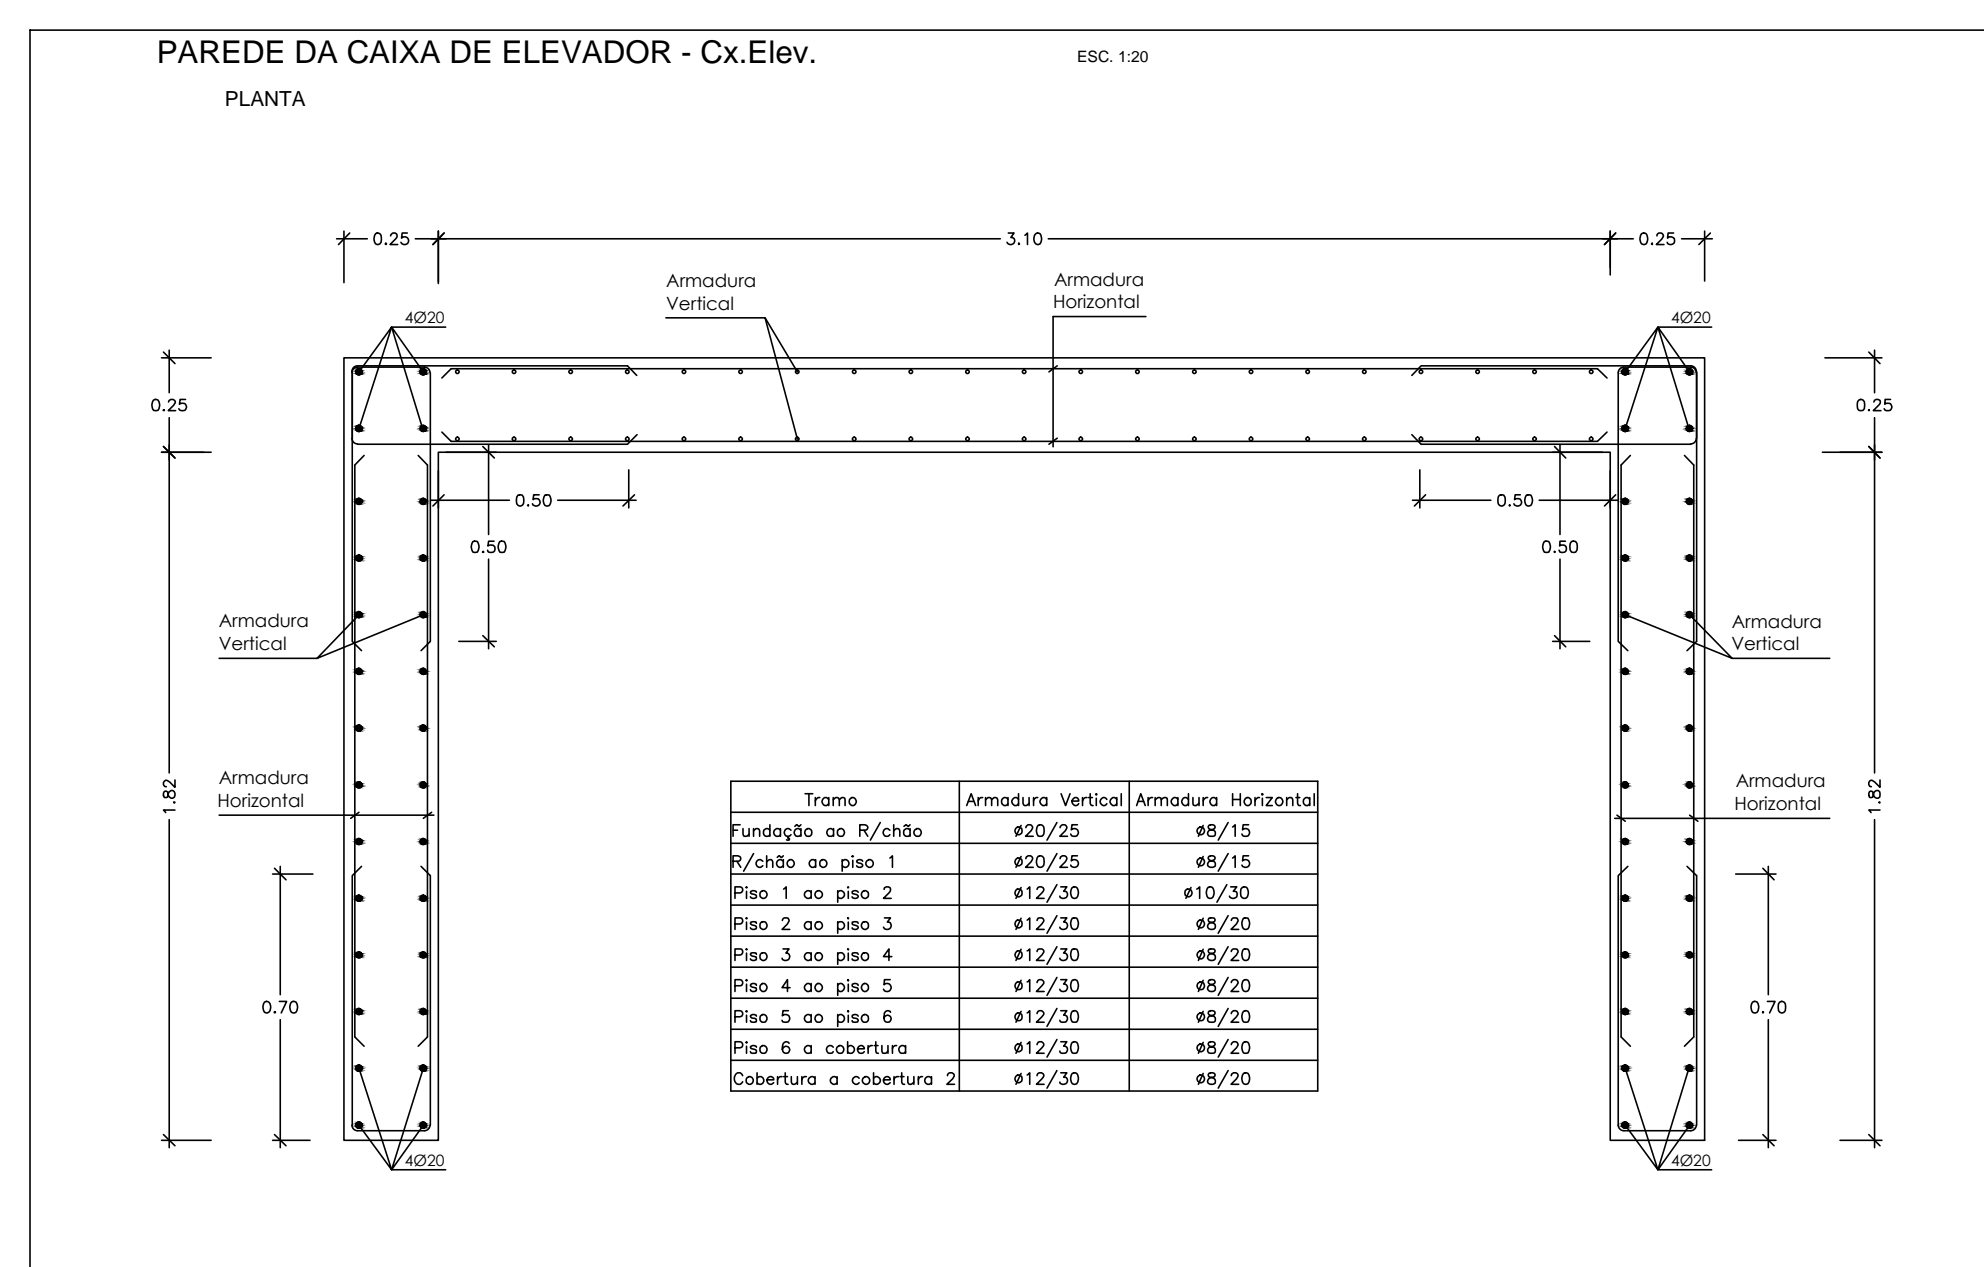 PAREDE DA CAIXA DE ELEVADOR - Cx.Elev.
ESC. 1:20
PLANTA
0.25
3.10
0.25
Armadura
Vertical
Armadura
Horizontal
4Ø20
4Ø20
0.25
0.25
0.50
0.50
0.50
0.50
Armadura
Vertical
Armadura
Vertical
1.82
Armadura
Horizontal
Armadura
Horizontal
1.82
Tramo Armadura Vertical Armadura Horizontal
Fundação ao R/chão ø20/25 ø8/15
R/chão ao piso 1 ø20/25 ø8/15
Piso 1 ao piso 2 ø12/30 ø10/30
Piso 2 ao piso 3 ø12/30 ø8/20
Piso 3 ao piso 4 ø12/30 ø8/20
Piso 4 ao piso 5 ø12/30 ø8/20
Piso 5 ao piso 6 ø12/30 ø8/20
Piso 6 a cobertura ø12/30 ø8/20
Cobertura a cobertura 2 ø12/30 ø8/20
0.70
0.70
4Ø20
4Ø20